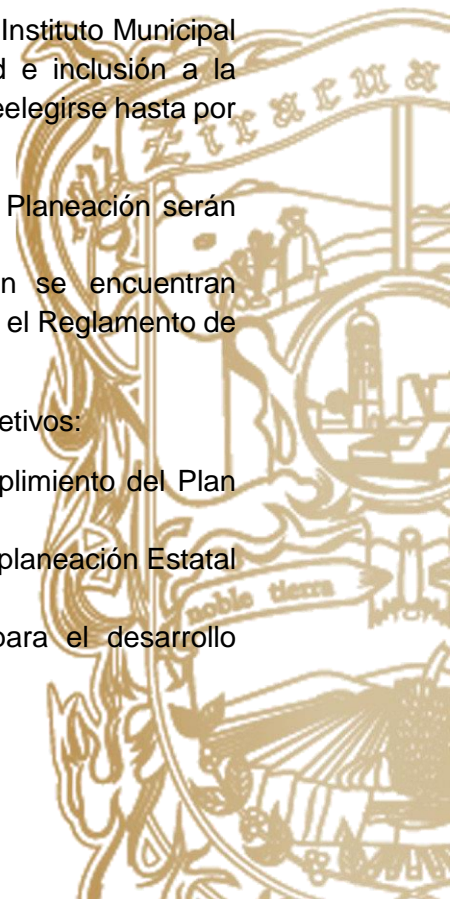 Instituto Municipal
d e inclusión a la
eelegirse hasta por
Ziracua
Planeación serán
n se encuentran
el Reglamento de
etivos:
plimiento del Plan
planeación Estatal
noble tierra
para el desarrollo